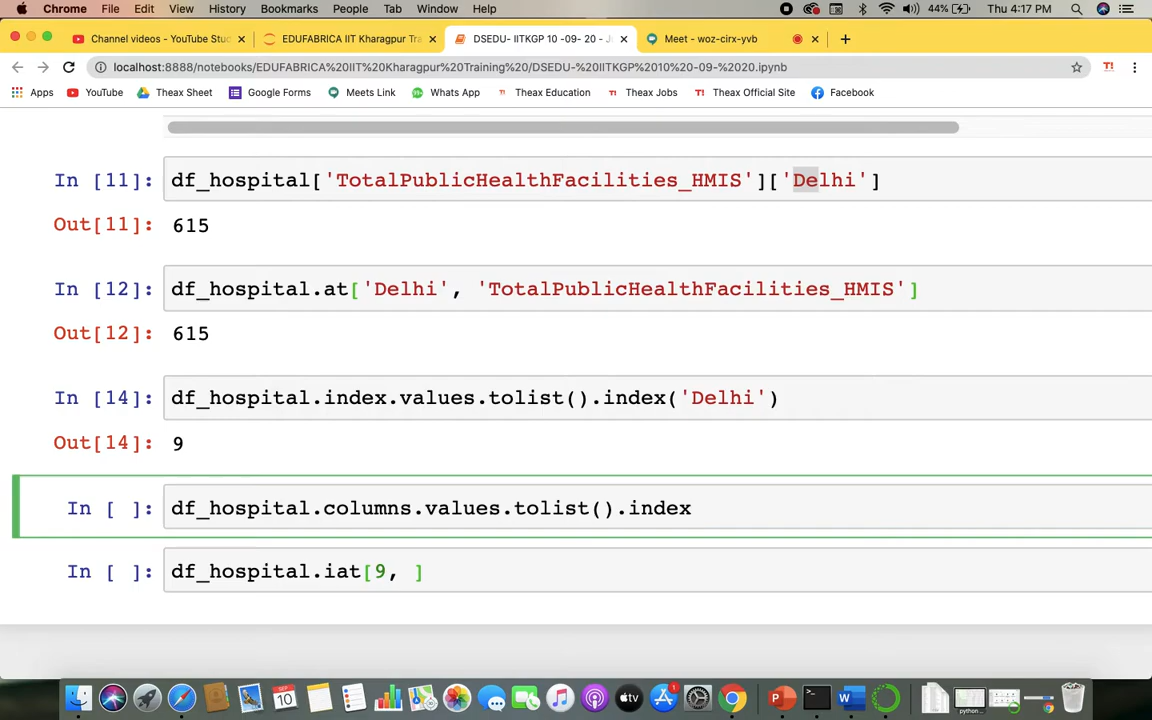 Chrome File Edit View History Bookmarks People Tab Window Help 44% Thu 4:17 PM
Channel videos - YouTube Stu EDUFABRICA IIT Kharagpur Tra DSEDU- IITKGP 10 -09- 20 - J Meet - woz-cirx-yvb
localhost:8888/notebooks/EDUFABRICA%20IIT%20Kharagpur%20Training%20/DSEDU-%20IITKGP%2010%20-09-%2020.ipynb
Apps YouTube Theax Sheet Google Forms Meets Link Whats App Theax Education Theax Jobs Theax Official Site Facebook
In [11]: df_hospital['TotalPublicHealthFacilities_HMIS']['Delhi']
Out[11]: 615
In [12]: df_hospital.at['Delhi', 'TotalPublicHealthFacilities_HMIS']
Out[12]: 615
In [14]: df_hospital.index.values.tolist().index('Delhi')
Out[14]: 9
In [ ]: df_hospital.columns.values.tolist().index
In [ ]: df_hospital.iat[9, ]